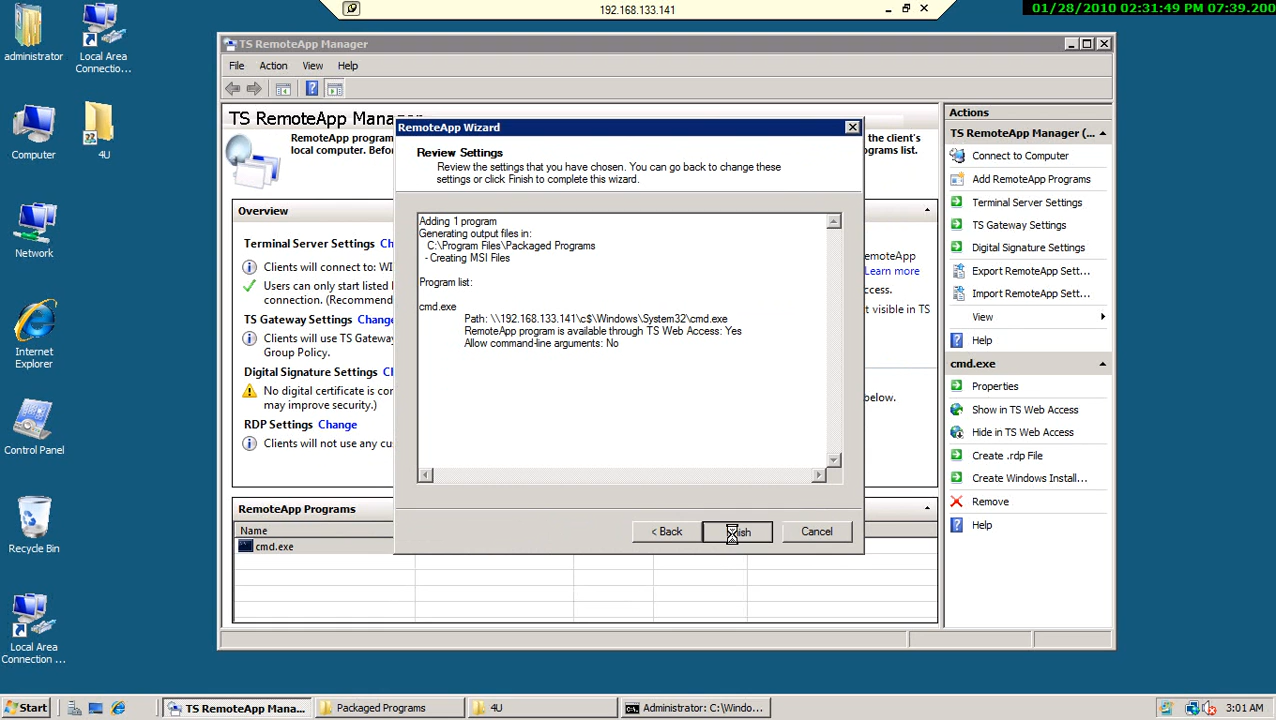 192.168.133.141
01/28/2010 02:31:49 PM 07:39.200
administrator
Local Area
Connectio...
Computer
4U
Network
Internet
Explorer
Control Panel
Recycle Bin
Local Area
Connection ...
TS RemoteApp Manager
File Action View Help
TS RemoteApp Mana
RemoteApp program
local computer. Befor
the client's
ograms list.
Overview
Terminal Server Settings Ch
Clients will connect to: WI
Users can only start listed
connection. (Recommend
TS Gateway Settings Change
Clients will use TS Gatew
Group Policy.
Digital Signature Settings Ch
No digital certificate is con
may improve security.)
RDP Settings Change
Clients will not use any cu
emoteApp
Learn more
ccess.
t visible in TS
below.
RemoteApp Programs
Name
cmd.exe
RemoteApp Wizard
Review Settings
Review the settings that you have chosen. You can go back to change these
settings or click Finish to complete this wizard.
Adding 1 program
Generating output files in:
C:\Program Files\Packaged Programs
- Creating MSI Files
Program list:
cmd.exe
Path: \\192.168.133.141\c$\Windows\System32\cmd.exe
RemoteApp program is available through TS Web Access: Yes
Allow command-line arguments: No
< Back
Cancel
Actions
TS RemoteApp Manager (...
Connect to Computer
Add RemoteApp Programs
Terminal Server Settings
TS Gateway Settings
Digital Signature Settings
Export RemoteApp Sett...
Import RemoteApp Sett...
View
Help
cmd.exe
Properties
Show in TS Web Access
Hide in TS Web Access
Create .rdp File
Create Windows Install...
Remove
Help
Start
TS RemoteApp Mana...
Packaged Programs
4U
Administrator: C:\Windo...
3:01 AM